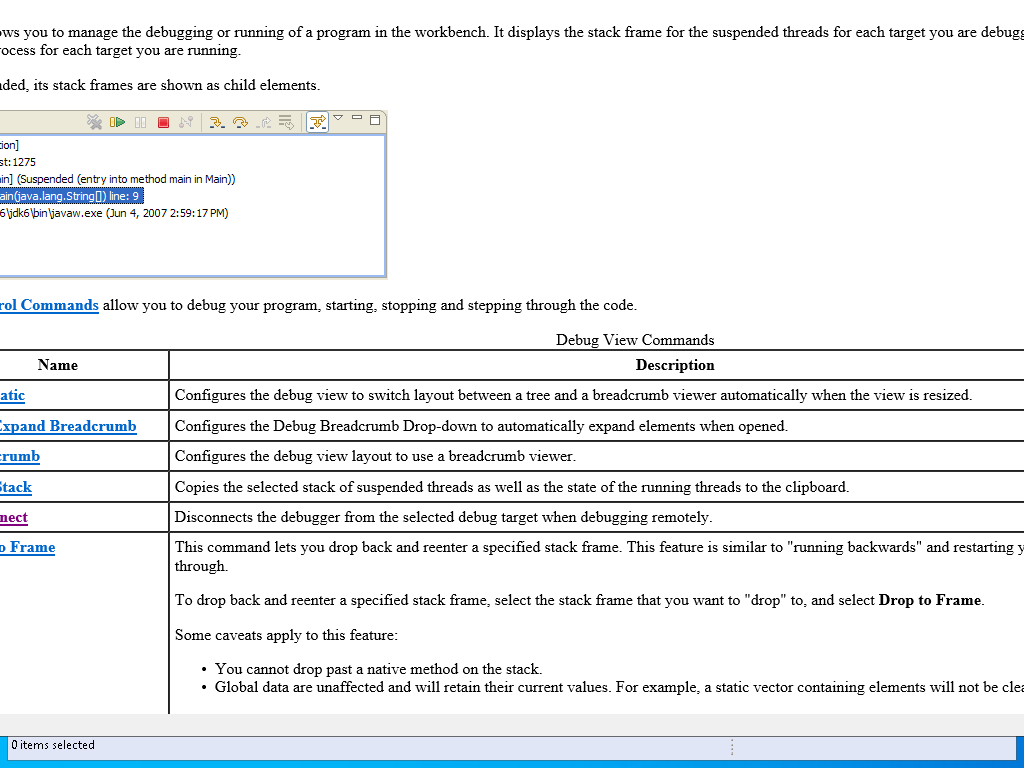 ows you to manage the debugging or running of a program in the workbench. It displays the stack frame for the suspended threads for each target you are debugg
rocess for each target you are running.
nded, its stack frames are shown as child elements.
tion]
st:1275
in] (Suspended (entry into method main in Main))
ain(java.lang.String[]) line: 9
6\jdk6\bin\javaw.exe (Jun 4, 2007 2:59:17 PM)
rol Commands allow you to debug your program, starting, stopping and stepping through the code.
Debug View Commands
Name Description
atic Configures the debug view to switch layout between a tree and a breadcrumb viewer automatically when the view is resized.
Expand Breadcrumb Configures the Debug Breadcrumb Drop-down to automatically expand elements when opened.
crumb Configures the debug view layout to use a breadcrumb viewer.
Stack Copies the selected stack of suspended threads as well as the state of the running threads to the clipboard.
nect Disconnects the debugger from the selected debug target when debugging remotely.
o Frame This command lets you drop back and reenter a specified stack frame. This feature is similar to "running backwards" and restarting y
through.
To drop back and reenter a specified stack frame, select the stack frame that you want to "drop" to, and select Drop to Frame.
Some caveats apply to this feature:
• You cannot drop past a native method on the stack.
• Global data are unaffected and will retain their current values. For example, a static vector containing elements will not be clea
0 items selected